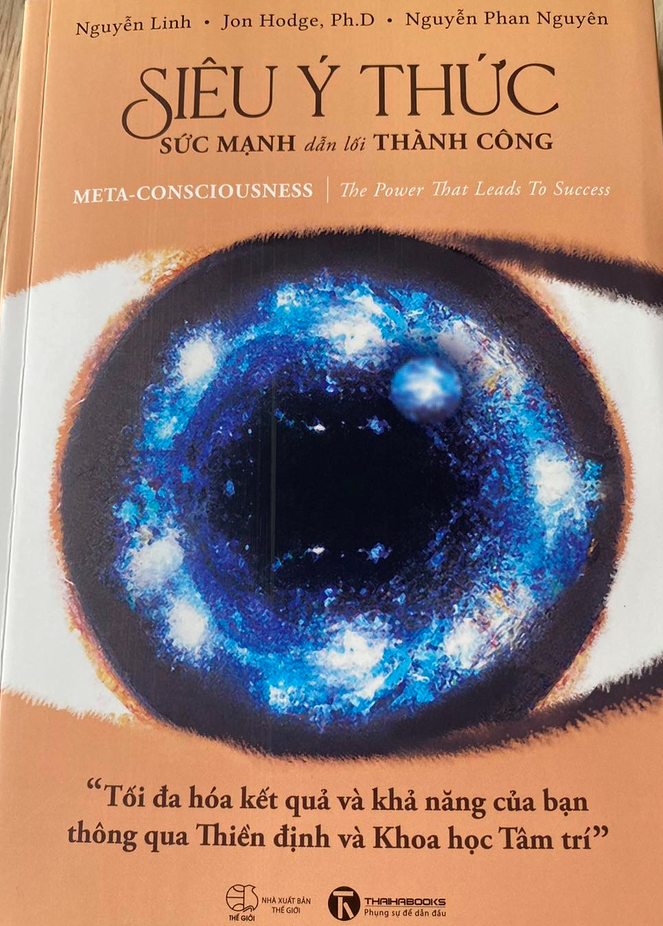 Nguyễn Linh • Jon Hodge, Ph.D • Nguyễn Phan Nguyên
SIÊU Ý THỨC
SỨC MẠNH dẫn lối THÀNH CÔNG
META-CONSCIOUSNESS | The Power That Leads To Success
“Tối đa hóa kết quả và khả năng của bạn
thông qua Thiền định và Khoa học Tâm trí”
NHÀ XUẤT BẢN
THẾ GIỚI
THẾ GIỚI
THAIHABOOKS
Phụng sự để dẫn đầu